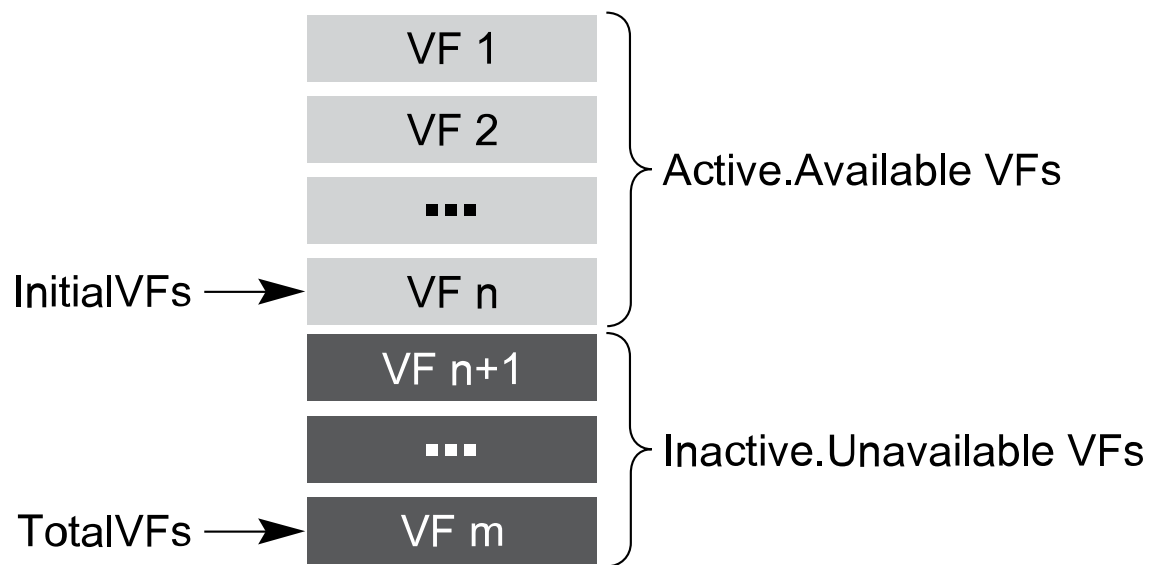 VF 1
VF 2
Active.Available VFs
...
InitialVFs
VF n
VF n+1
...
Inactive.Unavailable VFs
TotalVFs
VF m